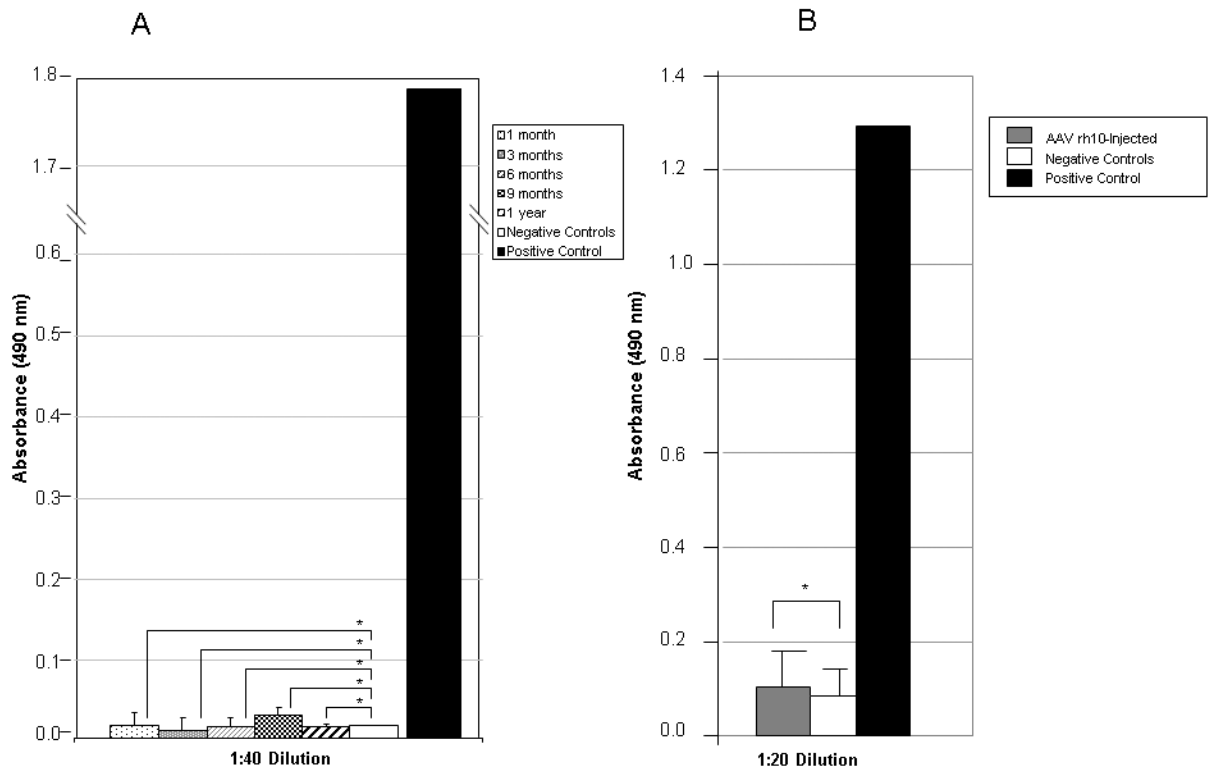 A
1.8
1.7
0.6
0.5
0.4
0.3
0.2
0.1
0.0
Absorbance (490 nm)
*
*
*
*
*
1:40 Dilution
1 month
3 months
6 months
9 months
1 year
Negative Controls
Positive Control
B
1.4
1.2
1.0
0.8
0.6
0.4
0.2
0.0
Absorbance (490 nm)
*
1:20 Dilution
AAV rh10-Injected
Negative Controls
Positive Control